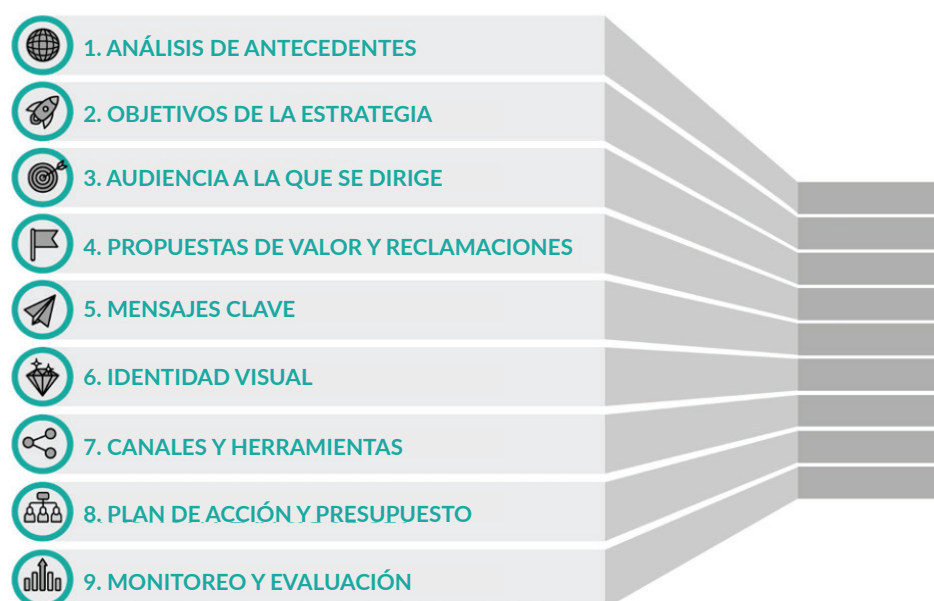 1. ANÁLISIS DE ANTECEDENTES
2. OBJETIVOS DE LA ESTRATEGIA
3. AUDIENCIA A LA QUE SE DIRIGE
4. PROPUESTAS DE VALOR Y RECLAMACIONES
5. MENSAJES CLAVE
6. IDENTIDAD VISUAL
7. CANALES Y HERRAMIENTAS
8. PLAN DE ACCIÓN Y PRESUPUESTO
9. MONITOREO Y EVALUACIÓN